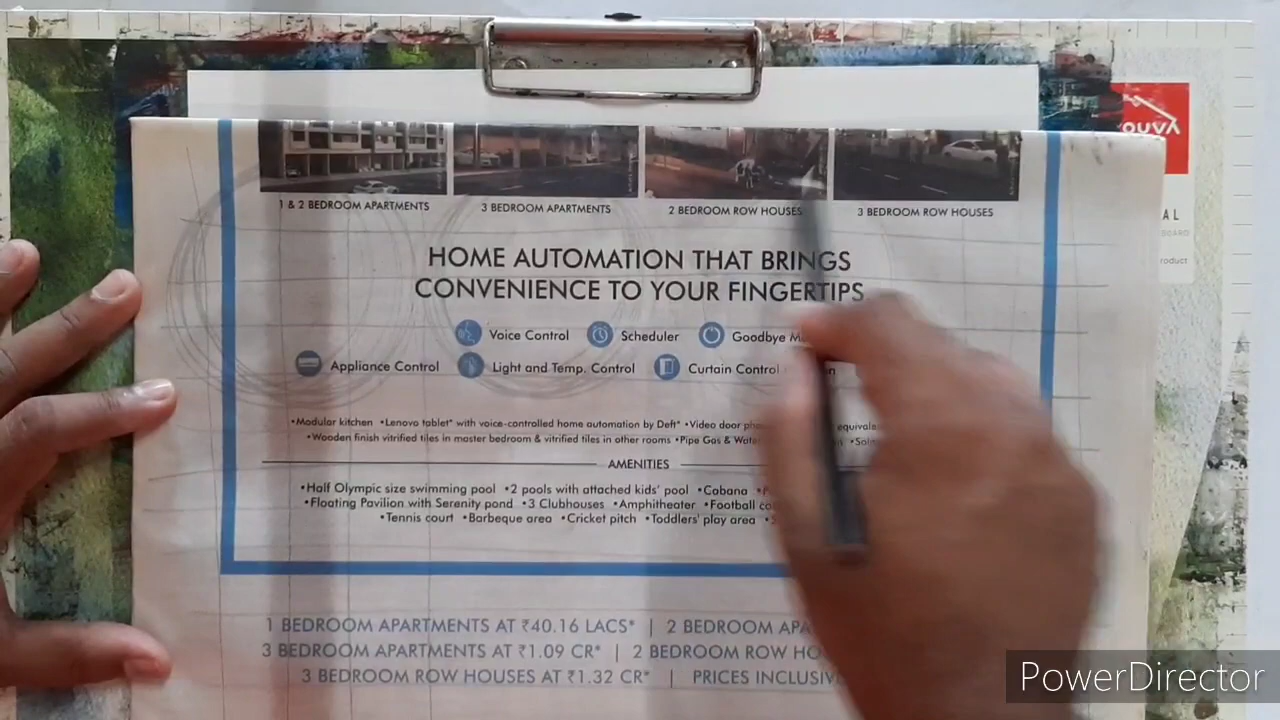 OUVA
AL
BOARD
roduct
1 & 2 BEDROOM APARTMENTS
3 BEDROOM APARTMENTS
2 BEDROOM ROW HOUSES
3 BEDROOM ROW HOUSES
HOME AUTOMATION THAT BRINGS
CONVENIENCE TO YOUR FINGERTIPS
Voice Control Scheduler Goodbye
Appliance Control Light and Temp. Control Curtain Control
•Modular kitchen •Lenovo tablet* with voice-controlled home automation by Deft* •Video door
•Wooden finish vitrified tiles in master bedroom & vitrified tiles in other rooms •Pipe Gas &
AMENITIES
•Half Olympic size swimming pool •2 pools with attached kids' pool •Cabana
•Floating Pavilion with Serenity pond •3 Clubhouses •Amphitheater •Football
•Tennis court •Barbeque area •Cricket pitch •Toddlers' play area
1 BEDROOM APARTMENTS AT ₹40.16 LACS* | 2 BEDROOM
3 BEDROOM APARTMENTS AT ₹1.09 CR* | 2 BEDROOM ROW
3 BEDROOM ROW HOUSES AT ₹1.32 CR* | PRICES
PowerDirector